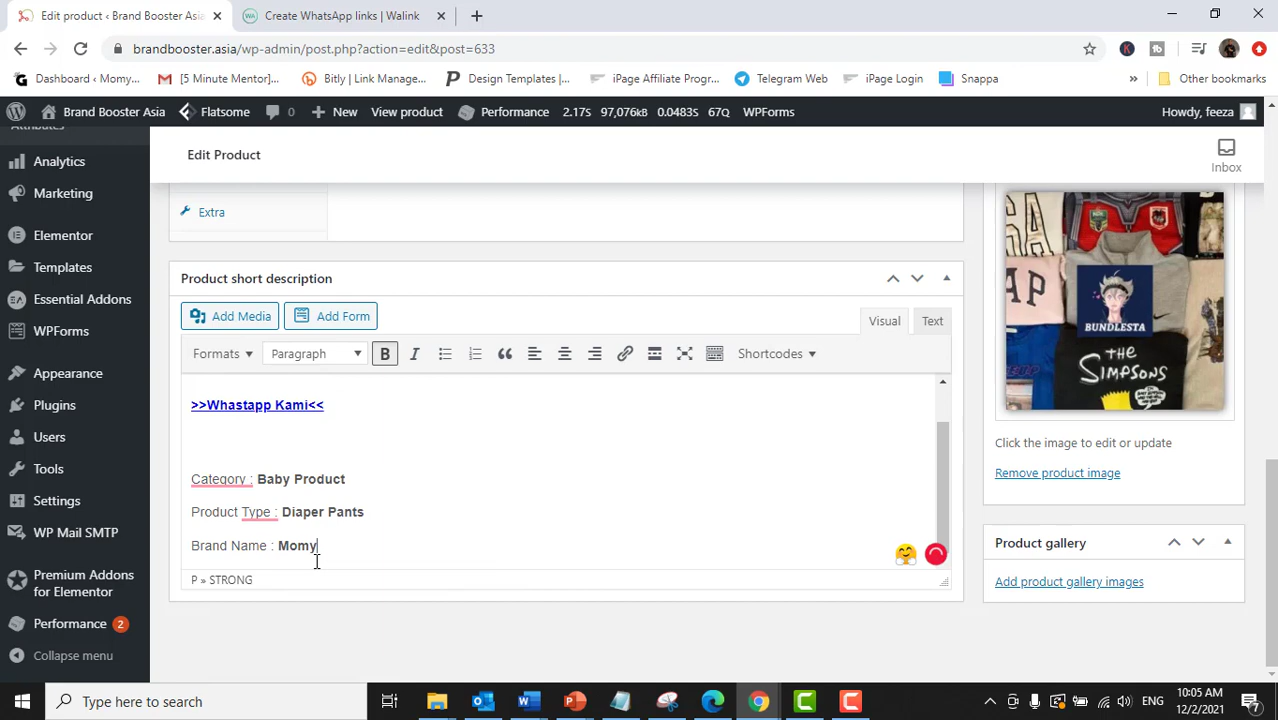 Edit product ‹ Brand Booster Asia
Create WhatsApp links | Walink
brandbooster.asia/wp-admin/post.php?action=edit&post=633
Dashboard ‹ Momy...
[5 Minute Mentor]...
Bitly | Link Manage...
Design Templates |...
iPage Affiliate Progr...
Telegram Web
iPage Login
Snappa
Other bookmarks
Brand Booster Asia
Flatsome
0
New
View product
Performance
2.17S 97,076KB 0.0483S 67Q
WPForms
Howdy, feeza
Attributes
Analytics
Marketing
Elementor
Templates
Essential Addons
WPForms
Appearance
Plugins
Users
Tools
Settings
WP Mail SMTP
Premium Addons
for Elementor
Performance 2
Collapse menu
Edit Product
Inbox
Extra
Product short description
Add Media
Add Form
Visual
Text
Formats
Paragraph
B
I
Shortcodes
>>Whastapp Kami<<
Category : Baby Product
Product Type : Diaper Pants
Brand Name : Momy
P » STRONG
AP
BUNDLESTA
THE
SIMPSONS
Click the image to edit or update
Remove product image
Product gallery
Add product gallery images
Type here to search
ENG
10:05 AM
12/2/2021
7